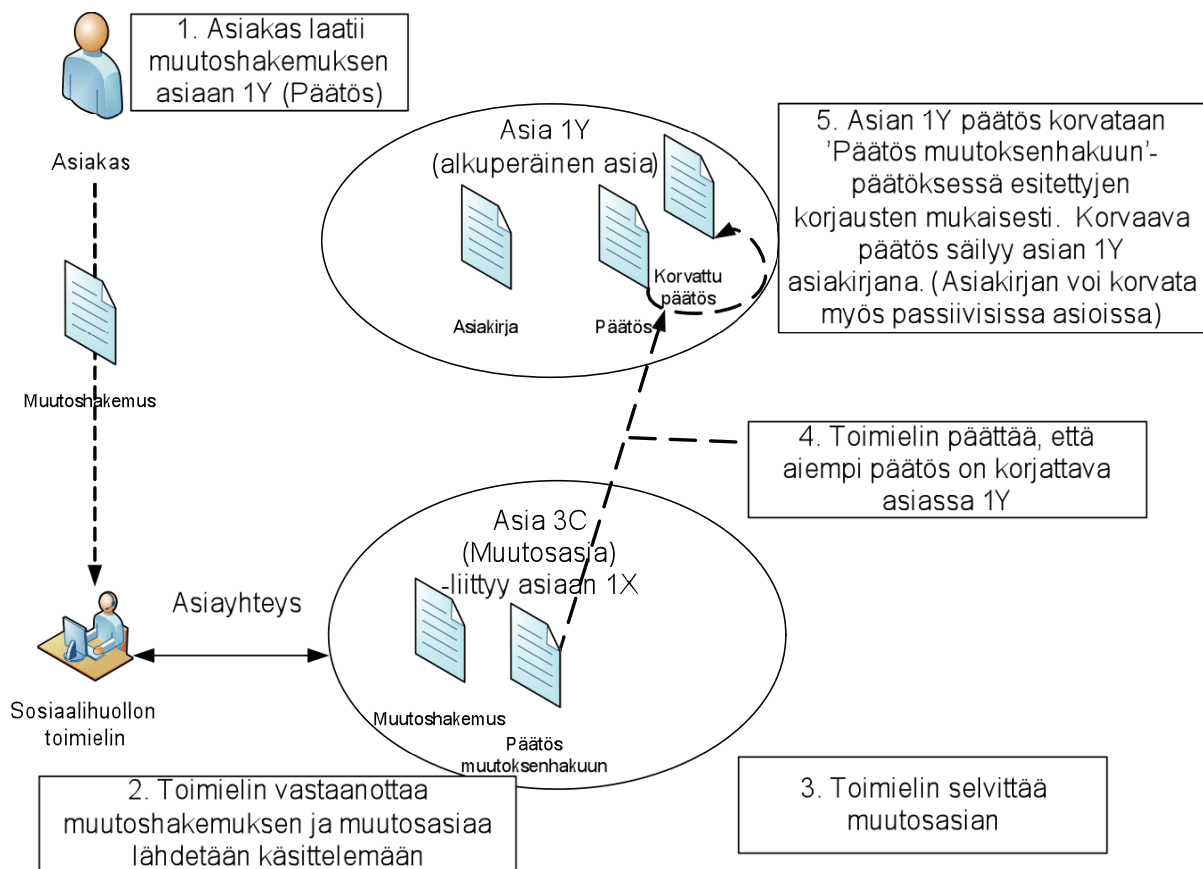 1. Asiakas laatii
muutoshakemuksen
asiaan 1Y (Päätös)
Asiakas
Muutoshakemus
Sosiaalihuollon
toimielin
Asiayhteys
2. Toimielin vastaanottaa
muutoshakemuksen ja muutosasiaa
lähdetään käsittelemään
Asia 3C
(Muutosasia)
-liittyy asiaan 1X
Muutoshakemus
Päätös
muutoksenhakuun
3. Toimielin selvittää
muutosasian
4. Toimielin päättää, että
aiempi päätös on korjattava
asiassa 1Y
Asia 1Y
(alkuperäinen asia)
Asiakirja
Päätös
Korvattu
päätös
5. Asian 1Y päätös korvataan
’Päätös muutoksenhakuun’-
päätöksessä esitettyjen
korjausten mukaisesti. Korvaava
päätös säilyy asian 1Y
asiakirjana. (Asiakirjan voi korvata
myös passiivisissa asioissa)